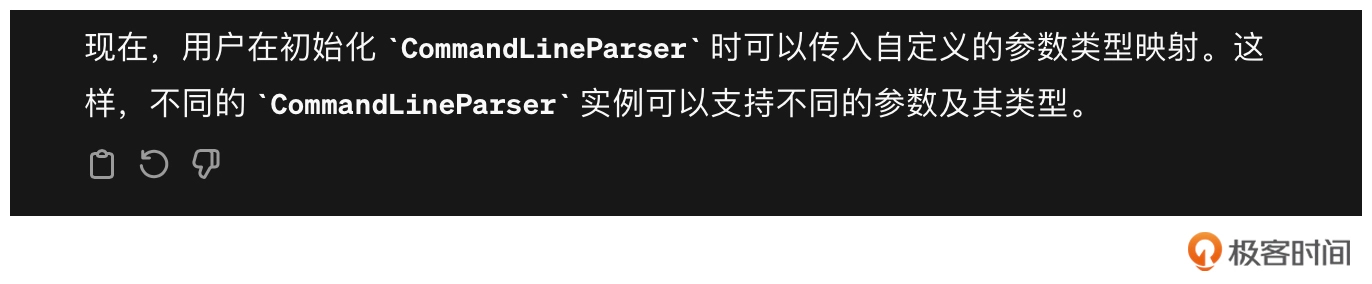 现在，用户在初始化 `CommandLineParser` 时可以传入自定义的参数类型映射。这
样，不同的 `CommandLineParser` 实例可以支持不同的参数及其类型。
极客时间